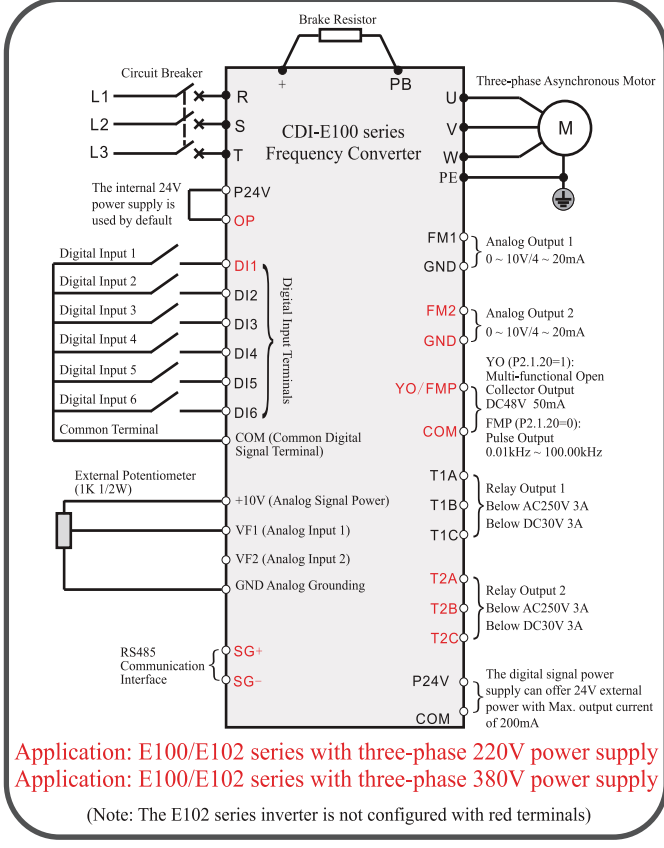 Brake Resistor
Circuit Breaker
+
PB
Three-phase Asynchronous Motor
L1
R
U
L2
S
CDI-E100 series
V
M
L3
T
Frequency Converter
W
PE
The internal 24V
power supply is
used by default
P24V
OP
FM1
GND
Analog Output 1
0 ~ 10V/4 ~ 20mA
Digital Input 1
DI1
Digital Input 2
DI2
Digital Input 3
DI3
Digital Input 4
DI4
Digital Input 5
DI5
Digital Input 6
DI6
Digital Input Terminals
Common Terminal
COM (Common Digital
Signal Terminal)
FM2
GND
Analog Output 2
0 ~ 10V/4 ~ 20mA
YO/FMP
COM
YO (P2.1.20=1):
Multi-functional Open
Collector Output
DC48V 50mA
FMP (P2.1.20=0):
Pulse Output
0.01kHz ~ 100.00kHz
External Potentiometer
(1K 1/2W)
+10V (Analog Signal Power)
VF1 (Analog Input 1)
VF2 (Analog Input 2)
GND Analog Grounding
T1A
T1B
T1C
Relay Output 1
Below AC250V 3A
Below DC30V 3A
T2A
T2B
T2C
Relay Output 2
Below AC250V 3A
Below DC30V 3A
RS485
Communication
Interface
SG+
SG−
P24V
COM
The digital signal power
supply can offer 24V external
power with Max. output current
of 200mA
Application: E100/E102 series with three-phase 220V power supply
Application: E100/E102 series with three-phase 380V power supply
(Note: The E102 series inverter is not configured with red terminals)